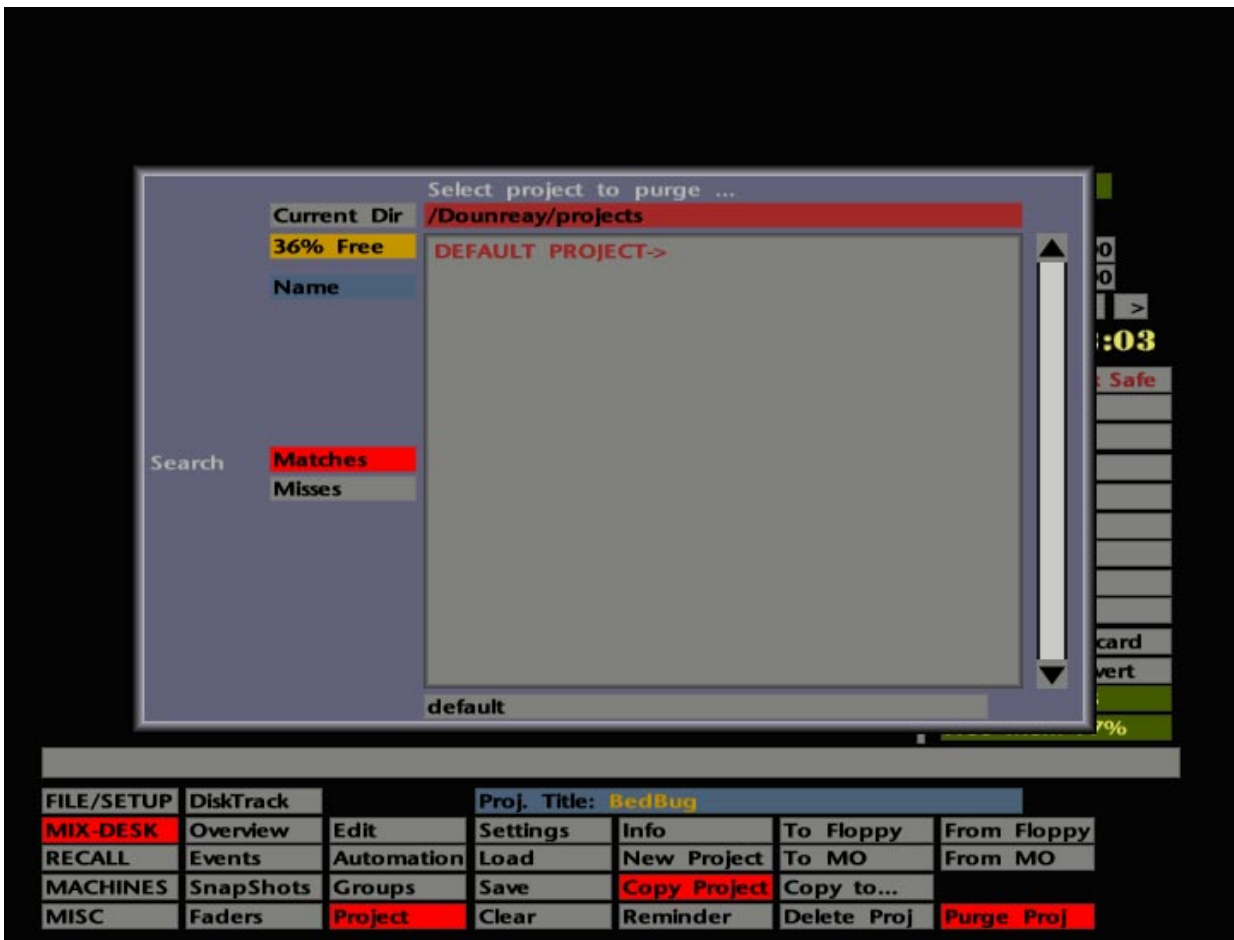 Select project to purge ...
Current Dir /Dounreay/projects
36% Free DEFAULT PROJECT->
Name
>
:03
Safe
Search Matches
Misses
card
vert
default
7%
FILE/SETUP DiskTrack Proj. Title: BedBug
MIX-DESK Overview Edit Settings Info To Floppy From Floppy
RECALL Events Automation Load New Project To MO From MO
MACHINES SnapShots Groups Save Copy Project Copy to...
MISC Faders Project Clear Reminder Delete Proj Purge Proj